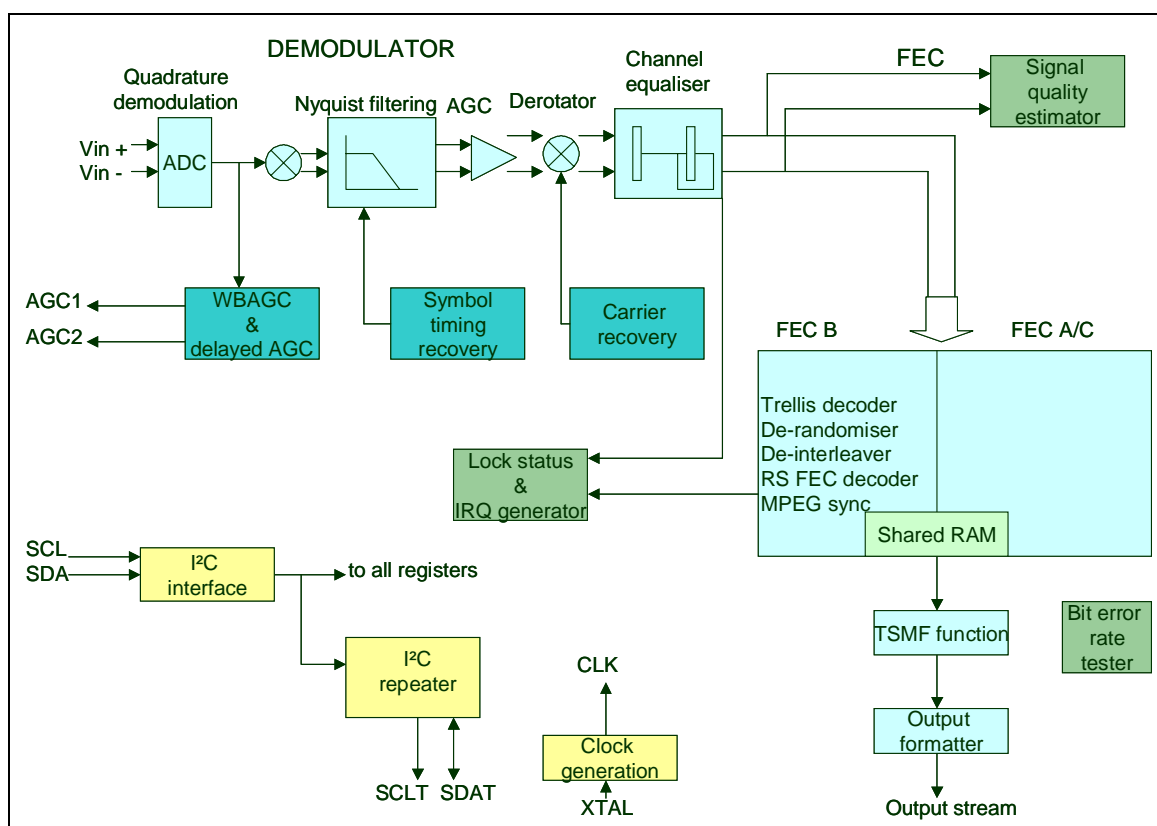 DEMODULATOR
Quadrature
demodulation
Nyquist filtering
AGC
Derotator
Channel
equaliser
FEC
Signal
quality
estimator
Vin +
Vin -
ADC
AGC1
AGC2
WBAGC
&
delayed AGC
Symbol
timing
recovery
Carrier
recovery
FEC B
FEC A/C
Trellis decoder
De-randomiser
De-interleaver
RS FEC decoder
MPEG sync
Shared RAM
Lock status
&
IRQ generator
SCL
SDA
I²C
interface
to all registers
I²C
repeater
SCLT
SDAT
CLK
Clock
generation
XTAL
TSMF function
Bit error
rate
tester
Output
formatter
Output stream